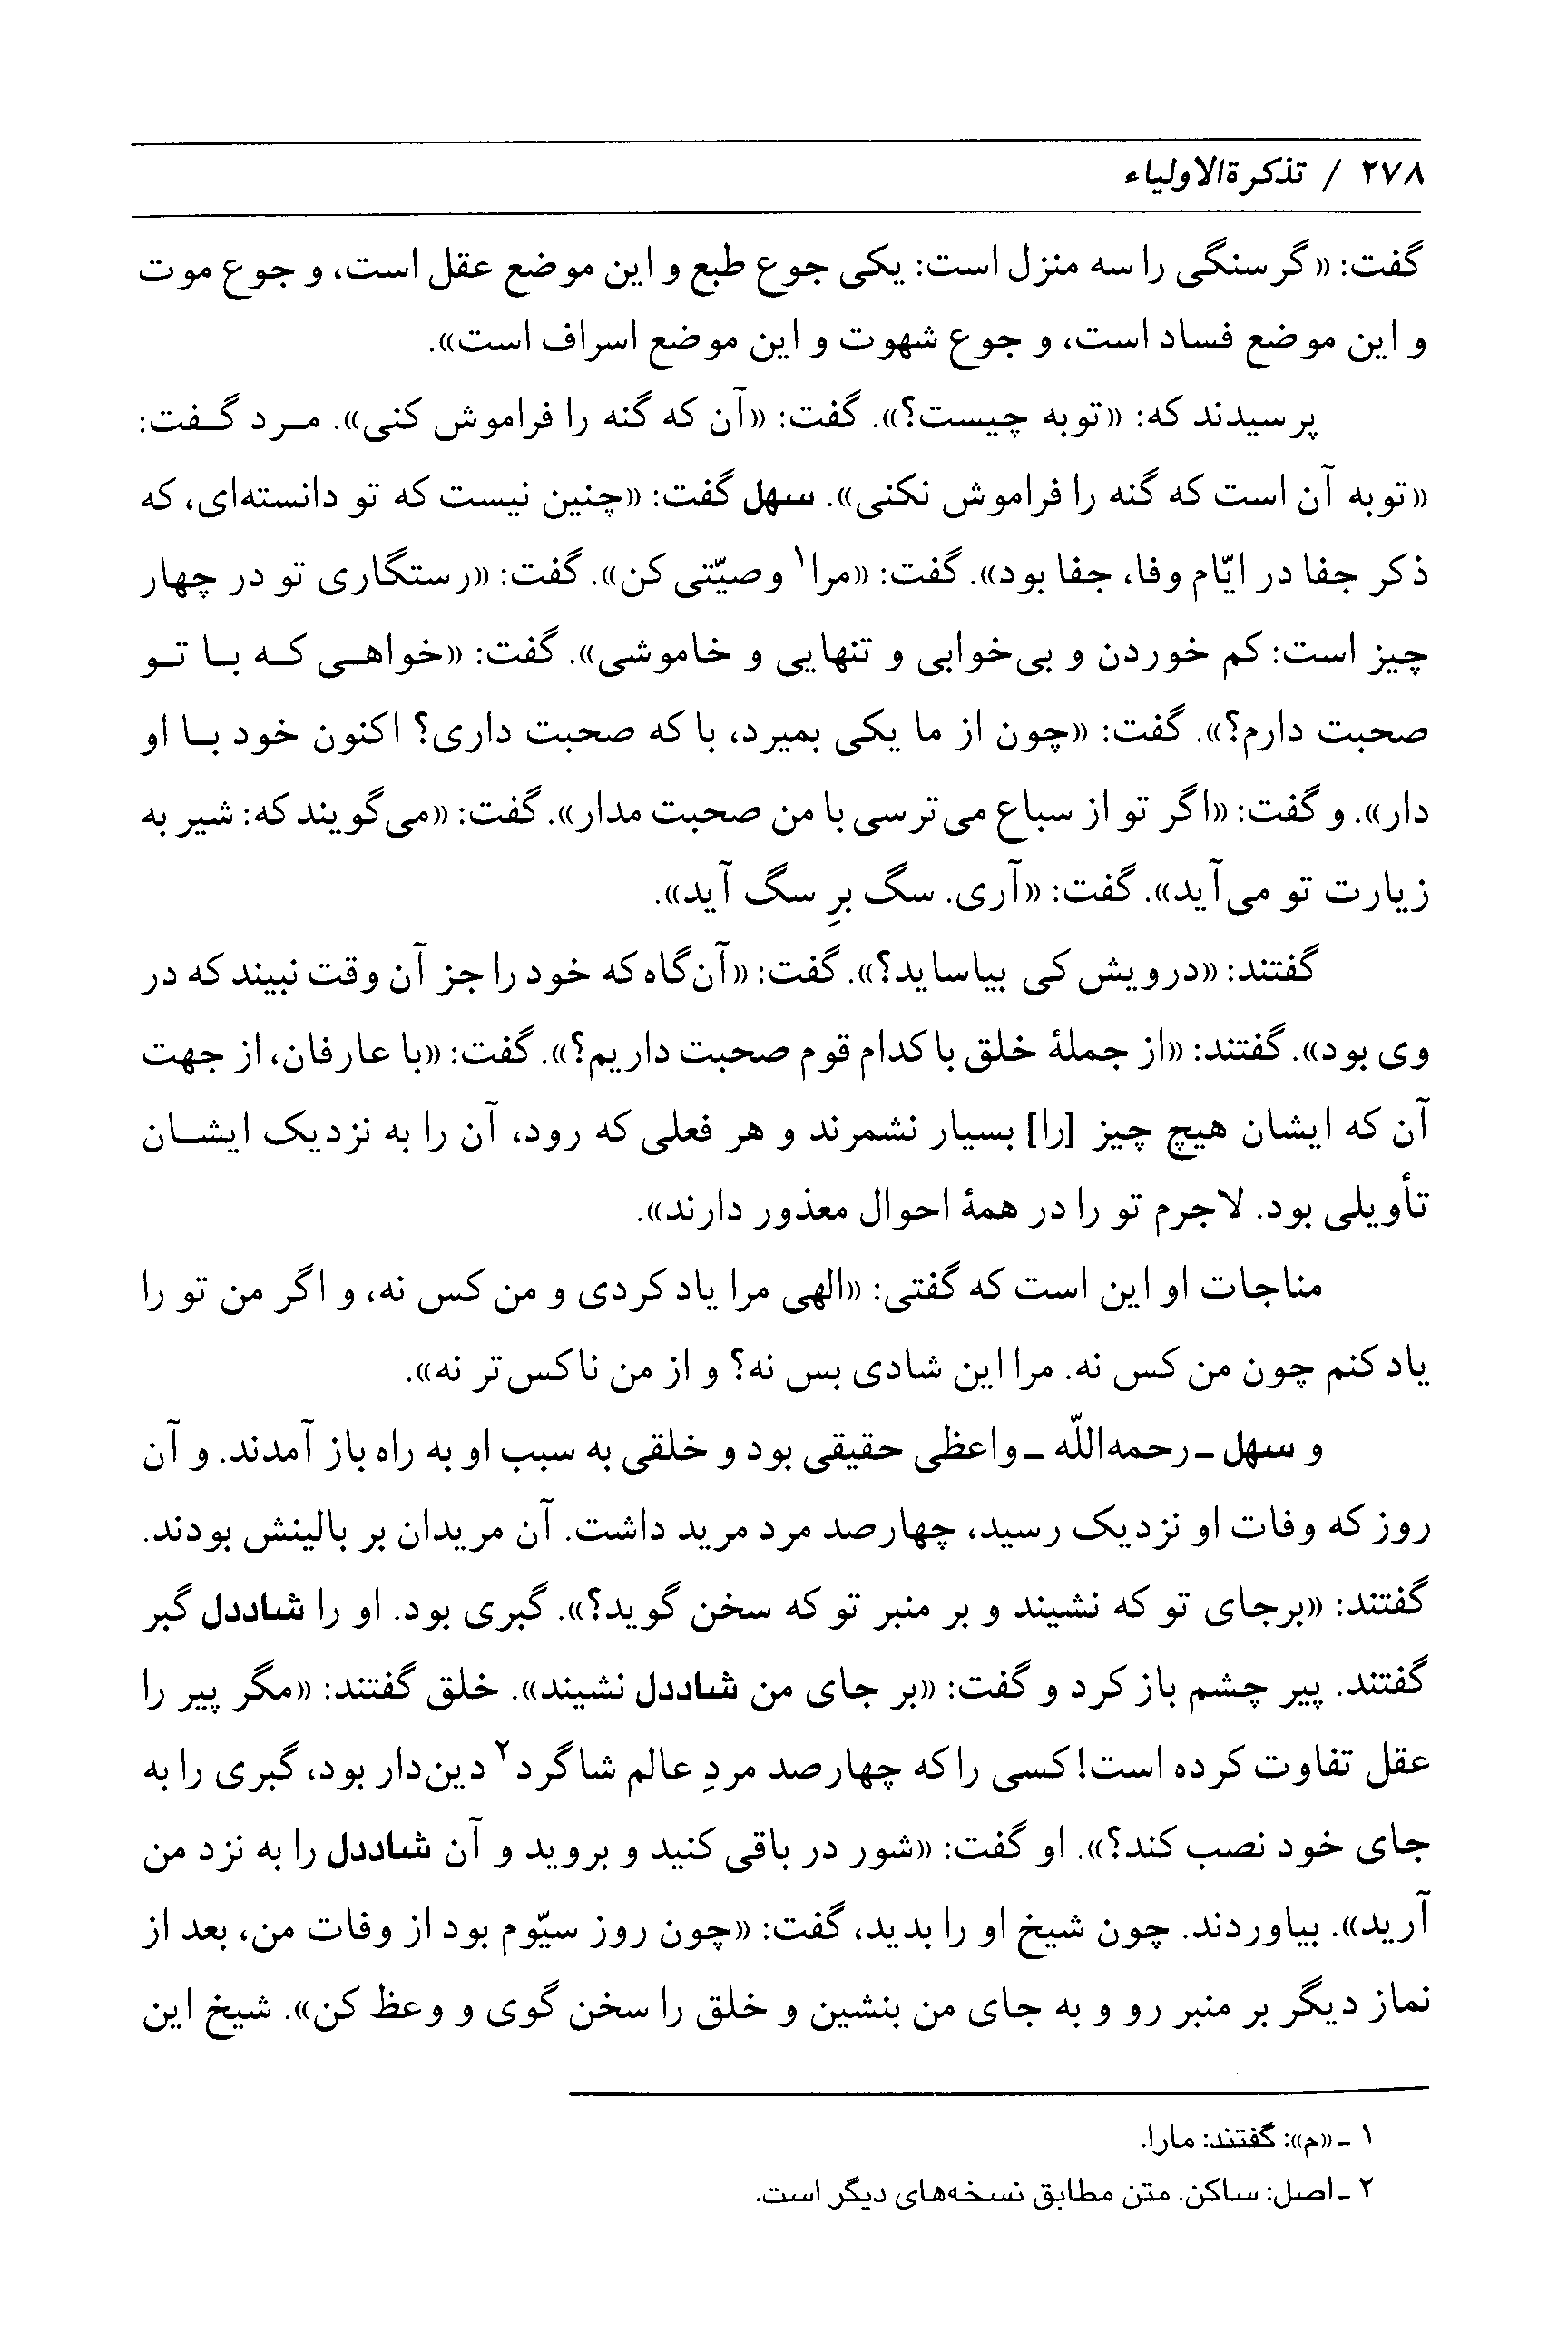 ۲۷۸ / تذکرةالاولیاء
گفت: «گرسنگی را سه منزل است: یکی جوع طبع و این موضع عقل است، و جوع موت
و این موضع فساد است، و جوع شهوت و این موضع اسراف است».
پرسیدند که: «توبه چیست؟». گفت: «آن که گنه را فراموش کنی». مرد گفت:
«توبه آن است که گنه را فراموش نکنی». سهل گفت: «چنین نیست که تو دانسته‌ای، که
ذکر جفا در ایّام وفا، جفا بود». گفت: «مرا۱ وصیّتی کن». گفت: «رستگاری تو در چهار
چیز است: کم خوردن و بی‌خوابی و تنهایی و خاموشی». گفت: «خواهی که با تو
صحبت دارم؟». گفت: «چون از ما یکی بمیرد، با که صحبت داری؟ اکنون خود با او
دار». و گفت: «اگر تو از سباع می‌ترسی با من صحبت مدار». گفت: «می‌گویند که: شیر به
زیارت تو می‌آید». گفت: «آری. سگ برِ سگ آید».
گفتند: «درویش کی بیاساید؟». گفت: «آن‌گاه که خود را جز آن وقت نبیند که در
وی بود». گفتند: «از جملهٔ خلق با کدام قوم صحبت داریم؟». گفت: «با عارفان، از جهت
آن که ایشان هیچ چیز [را] بسیار نشمرند و هر فعلی که رود، آن را به نزدیک ایشان
تأویلی بود. لاجرم تو را در همهٔ احوال معذور دارند».
مناجات او این است که گفتی: «الهی مرا یاد کردی و من کس نه، و اگر من تو را
یاد کنم چون من کس نه. مرا این شادی بس نه؟ و از من ناکس‌تر نه».
و سهل ـ رحمه‌اللّه ـ واعظی حقیقی بود و خلقی به سبب او به راه باز آمدند. و آن
روز که وفات او نزدیک رسید، چهارصد مرد مرید داشت. آن مریدان بر بالینش بودند.
گفتند: «برجای تو که نشیند و بر منبر تو که سخن گوید؟». گبری بود. او را شاددل گبر
گفتند. پیر چشم باز کرد و گفت: «بر جای من شاددل نشیند». خلق گفتند: «مگر پیر را
عقل تفاوت کرده است! کسی را که چهارصد مردِ عالم شاگرد۲ دین‌دار بود، گبری را به
جای خود نصب کند؟». او گفت: «شور در باقی کنید و بروید و آن شاددل را به نزد من
آرید». بیاوردند. چون شیخ او را بدید، گفت: «چون روز سیّوم بود از وفات من، بعد از
نماز دیگر بر منبر رو و به جای من بنشین و خلق را سخن گوی و وعظ کن». شیخ این
۱ ـ «م»: گفتند: مارا.
۲ ـ اصل: ساکن. متن مطابق نسخه‌های دیگر است.